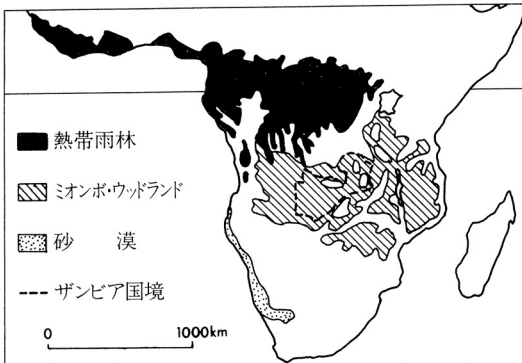 熱帯雨林
ミオンボ・ウッドランド
砂漠
ザンビア国境
0 1000km